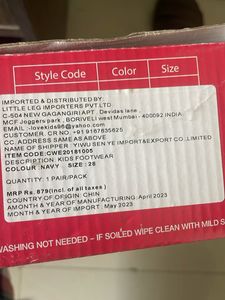 Style Code Color Size
IMPORTED & DISTRIBUTED BY:
LITTLE LEG IMPORTERS PVT LTD
C-504 NEW GAGANGIRI APT. Devidas lane,
MCF Joggers park, BORIVELI west Mumbai - 400092 INDIA
EMAIL :-lovekids96@yahoo.com
CUSTOMER CR NO: +91 9167635625
CC. ADDRESS SAME AS ABOVE
NAME OF SHIPPER :YIWU SEN YE IMPORT&EXPORT CO.,LIMITED
ITEM CODE:CWE20181005
DESCRIPTION: KIDS FOOTWEAR
COLOUR:NAVY SIZE: 26
QUANTITY: 1 PAIR/PACK
MRP Rs. 879(incl. of all taxes )
COUNTRY OF ORIGIN: CHIN
AMONTH & YEAR OF MANUFACTURING: April 2023
MONTH & YEAR OF IMPORT : May 2023
WASHING NOT NEEDED – IF SOILED WIPE CLEAN WITH MILD S